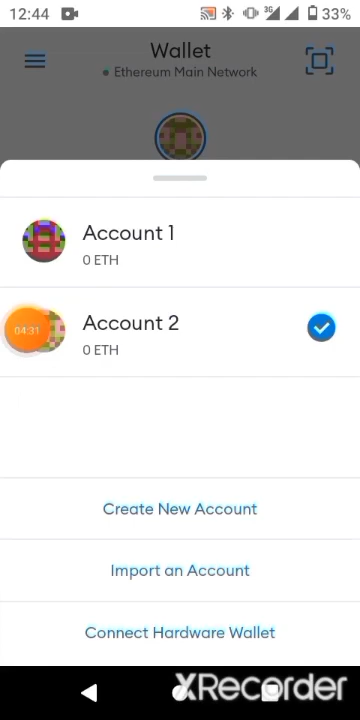 12:44
3G
33%
Wallet
Ethereum Main Network
Account 1
0 ETH
04:31
Account 2
0 ETH
Create New Account
Import an Account
Connect Hardware Wallet
XRecorder